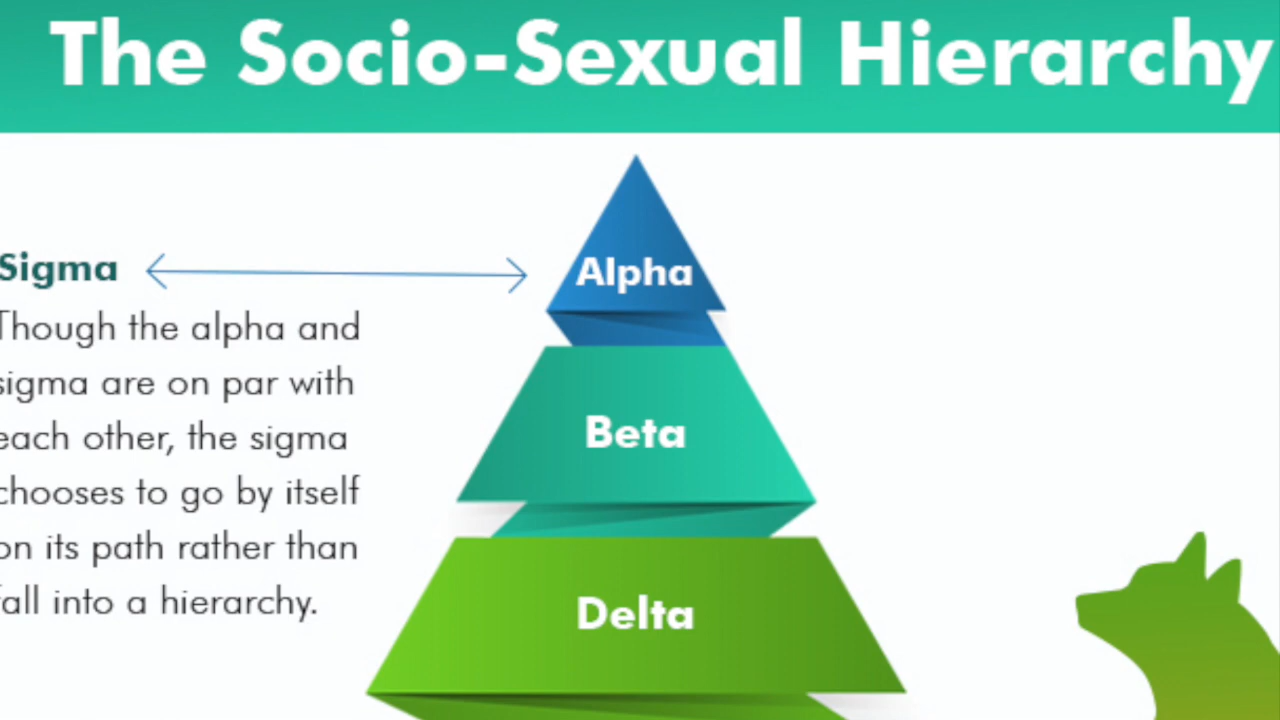 The Socio-Sexual Hierarchy
Sigma
Though the alpha and
sigma are on par with
each other, the sigma
chooses to go by itself
on its path rather than
fall into a hierarchy.
Alpha
Beta
Delta